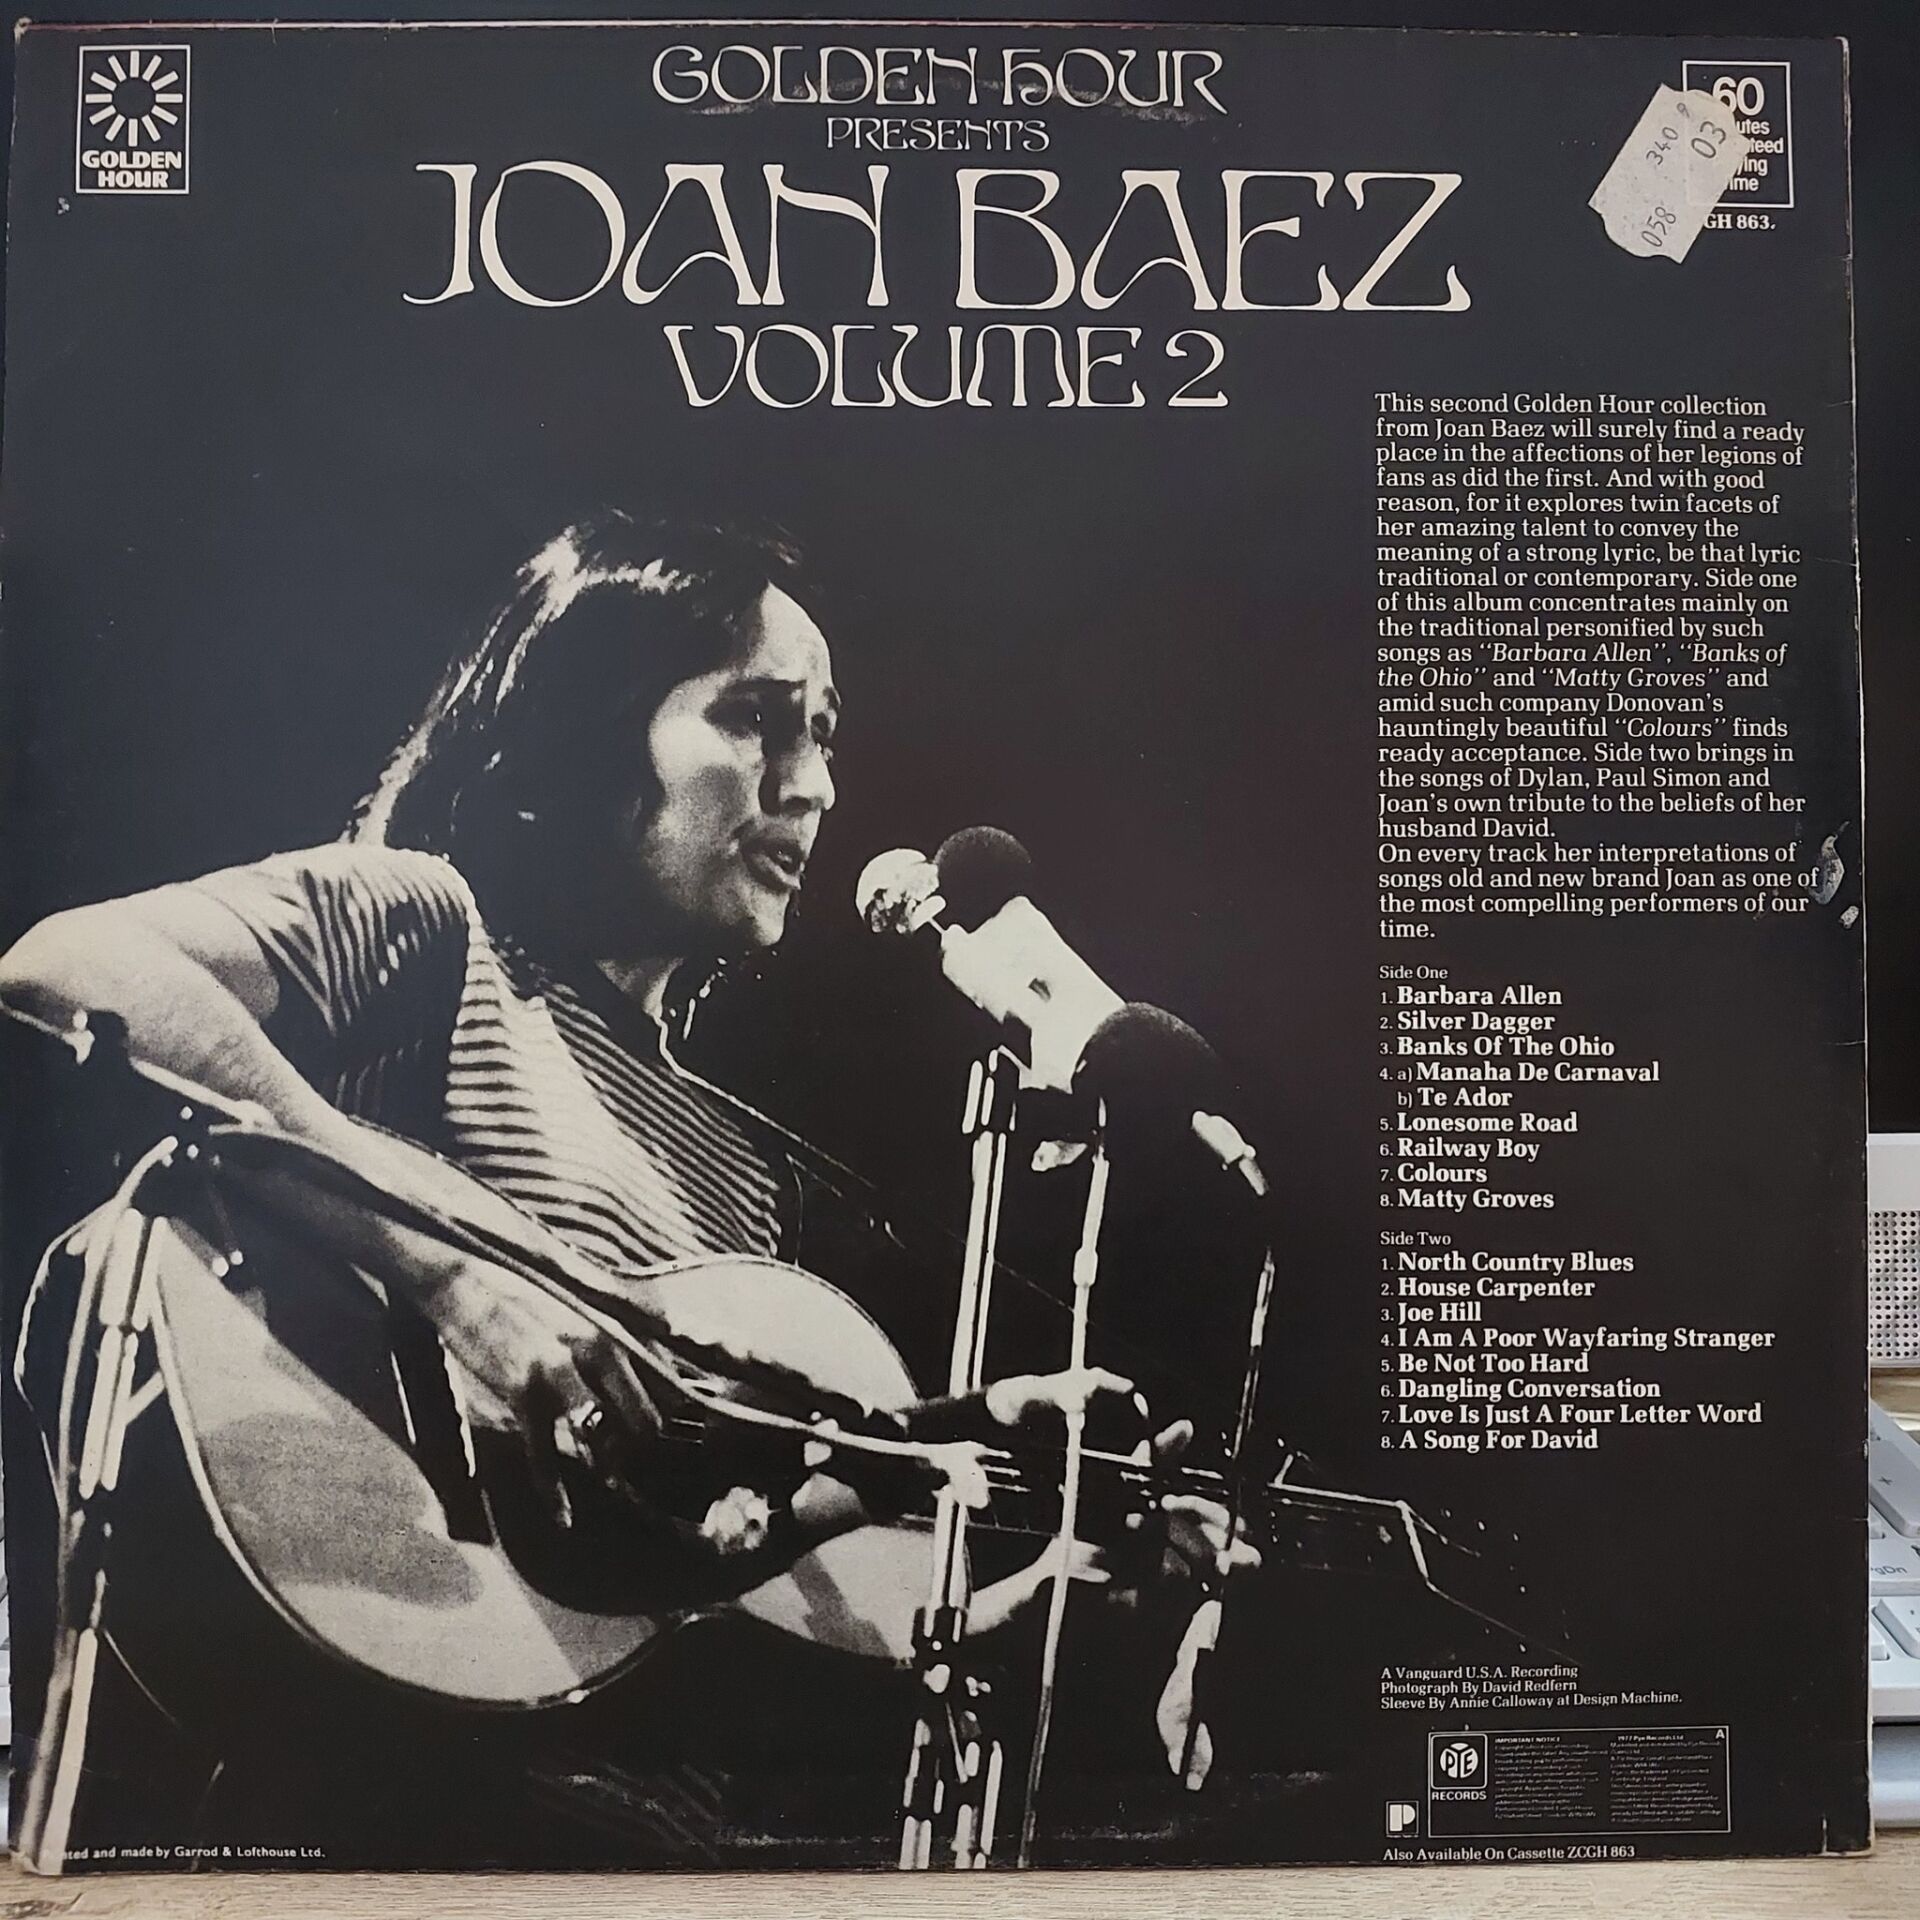 GOLDEN
HOUR
GOLDEN HOUR
PRESENTS
JOAN BAEZ
VOLUME 2
60
GH 863.
340
03
058
This second Golden Hour collection
from Joan Baez will surely find a ready
place in the affections of her legions of
fans as did the first. And with good
reason, for it explores twin facets of
her amazing talent to convey the
meaning of a strong lyric, be that lyric
traditional or contemporary. Side one
of this album concentrates mainly on
the traditional personified by such
songs as "Barbara Allen", "Banks of
the Ohio" and "Matty Groves" and
amid such company Donovan's
hauntingly beautiful "Colours" finds
ready acceptance. Side two brings in
the songs of Dylan, Paul Simon and
Joan's own tribute to the beliefs of her
husband David.
On every track her interpretations of
songs old and new brand Joan as one of
the most compelling performers of our
time.
Side One
1. Barbara Allen
2. Silver Dagger
3. Banks Of The Ohio
4. a) Manaha De Carnaval
b) Te Ador
5. Lonesome Road
6. Railway Boy
7. Colours
8. Matty Groves
Side Two
1. North Country Blues
2. House Carpenter
3. Joe Hill
4. I Am A Poor Wayfaring Stranger
5. Be Not Too Hard
6. Dangling Conversation
7. Love Is Just A Four Letter Word
8. A Song For David
A Vanguard U.S.A. Recording
Photograph By David Redfern
Sleeve By Annie Calloway at Design Machine.
PYE
RECORDS
P
IMPORTANT NOTICE
1977 Pye Records Ltd
A
Also Available On Cassette ZCGH 863
and made by Garrod & Lofthouse Ltd.